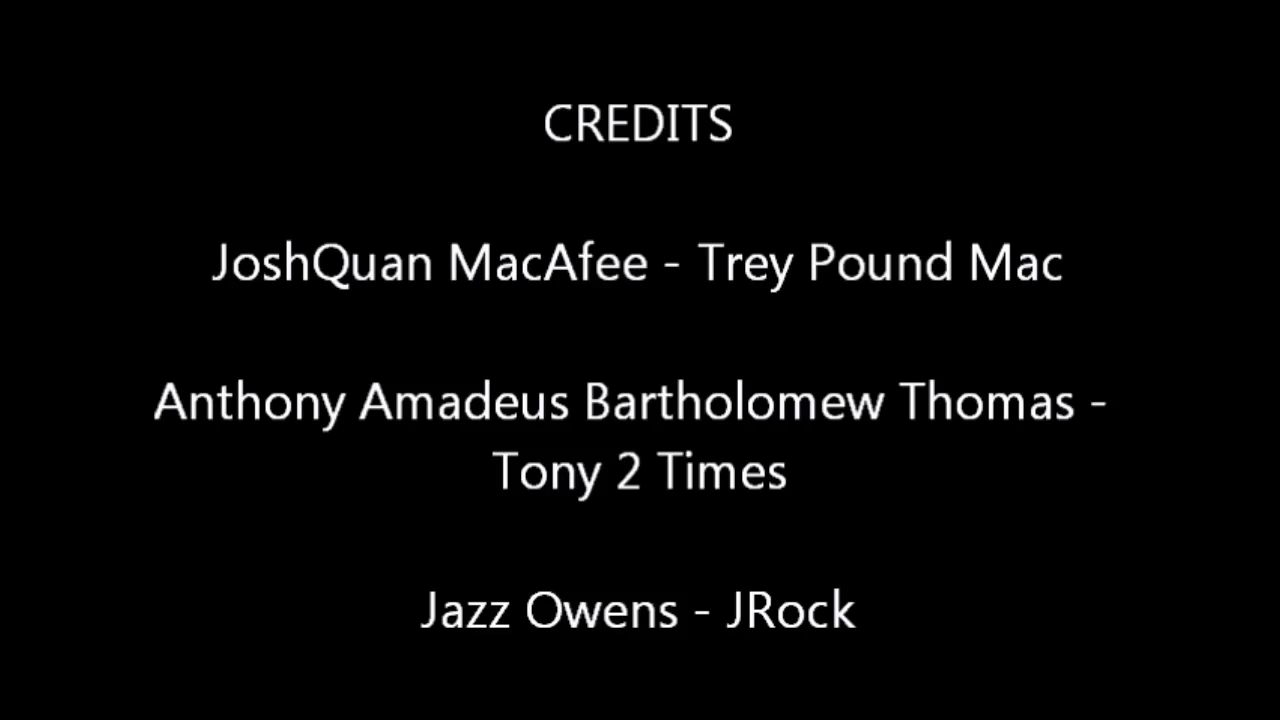 CREDITS
JoshQuan MacAfee - Trey Pound Mac
Anthony Amadeus Bartholomew Thomas -
Tony 2 Times
Jazz Owens - JRock